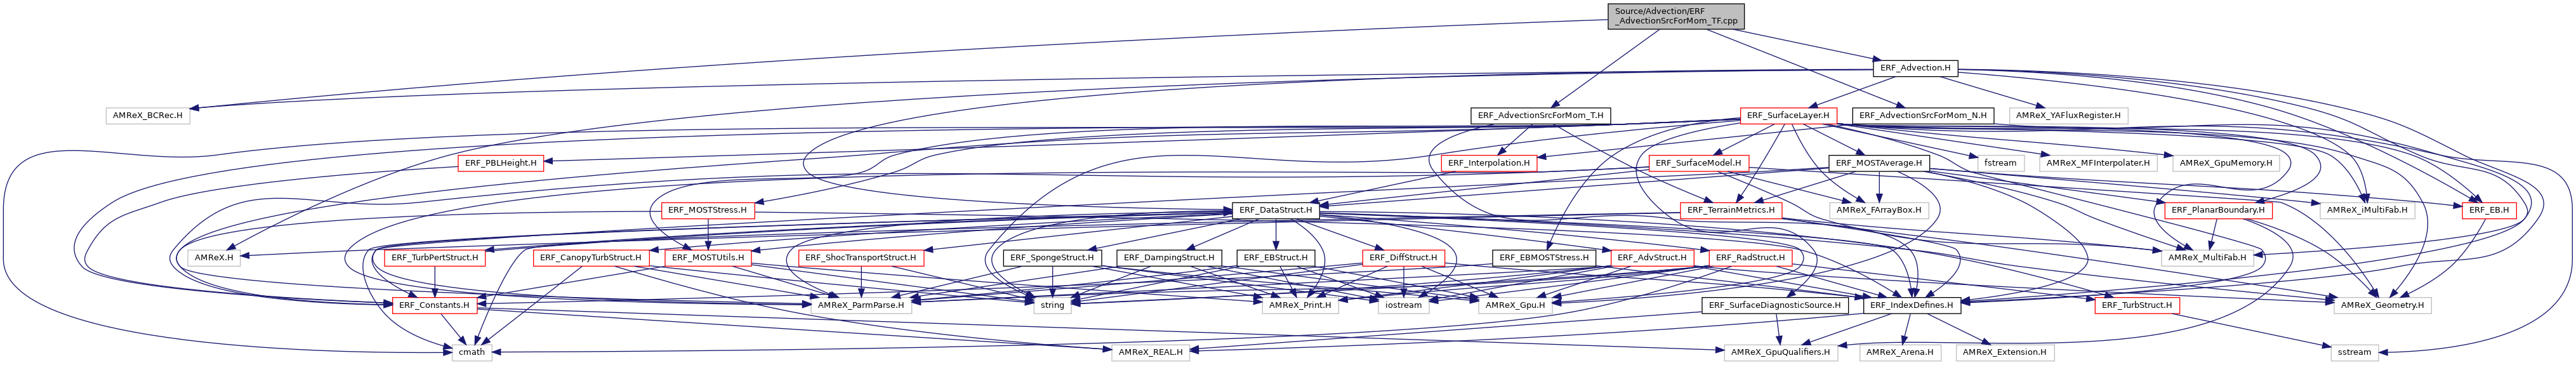 Source/Advection/ERF
_AdvectionSrcForMom_TF.cpp
ERF_Advection.H
AMReX_BCRec.H
ERF_AdvectionSrcForMom_T.H
ERF_SurfaceLayer.H
ERF_AdvectionSrcForMom_N.H
AMReX_YAFluxRegister.H
ERF_PBLHeight.H
ERF_Interpolation.H
ERF_SurfaceModel.H
ERF_MOSTAverage.H
fstream
AMReX_MFInterpolater.H
AMReX_GpuMemory.H
ERF_MOSTStress.H
ERF_DataStruct.H
ERF_TerrainMetrics.H
AMReX_FArrayBox.H
ERF_PlanarBoundary.H
AMReX_iMultiFab.H
ERF_EB.H
AMReX.H
ERF_TurbPertStruct.H
ERF_CanopyTurbStruct.H
ERF_MOSTUtils.H
ERF_ShocTransportStruct.H
ERF_SpongeStruct.H
ERF_DampingStruct.H
ERF_EBStruct.H
ERF_DiffStruct.H
ERF_EBMOSTStress.H
ERF_AdvStruct.H
ERF_RadStruct.H
AMReX_MultiFab.H
ERF_Constants.H
AMReX_ParmParse.H
string
AMReX_Print.H
iostream
AMReX_Gpu.H
ERF_SurfaceDiagnosticSource.H
ERF_IndexDefines.H
ERF_TurbStruct.H
AMReX_Geometry.H
cmath
AMReX_REAL.H
AMReX_GpuQualifiers.H
AMReX_Arena.H
AMReX_Extension.H
sstream